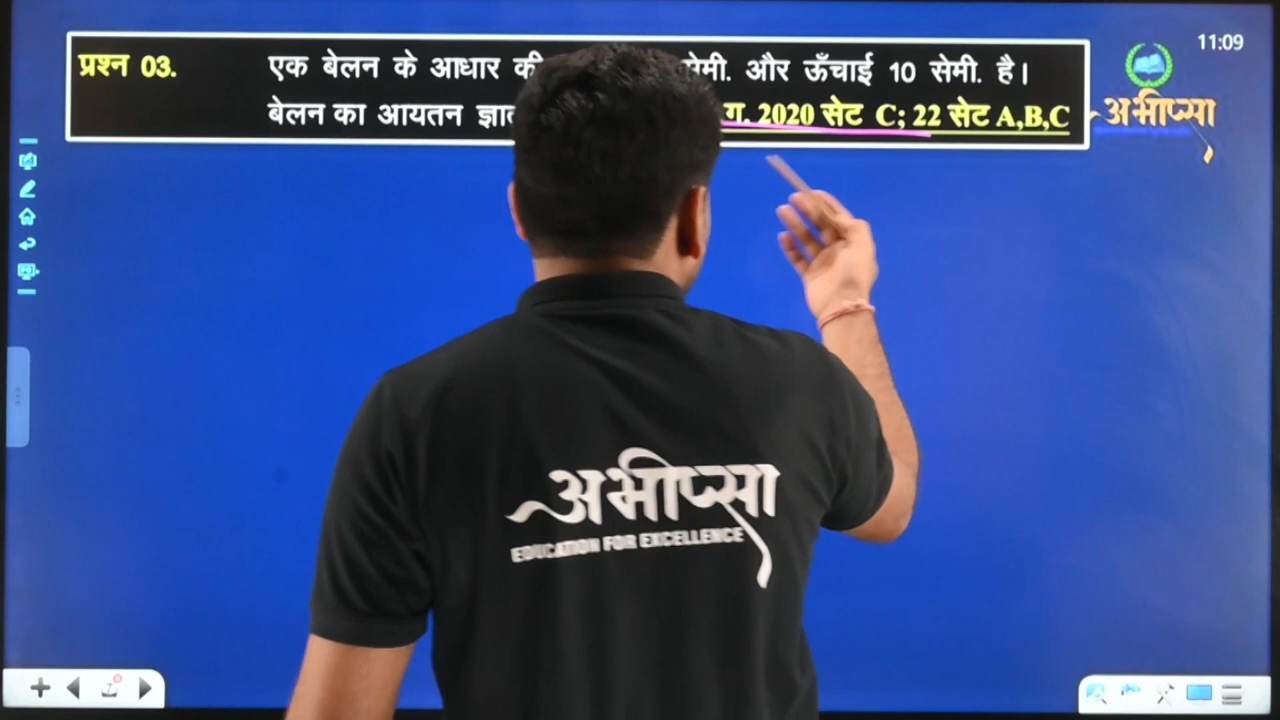 11:09
प्रश्न 03. एक बेलन के आधार की सेमी. और ऊँचाई 10 सेमी. है।
बेलन का आयतन ग. 2020 सेट C; 22 सेट A,B,C
अभीप्सा
अभीप्सा
EDUCATION FOR EXCELLENCE